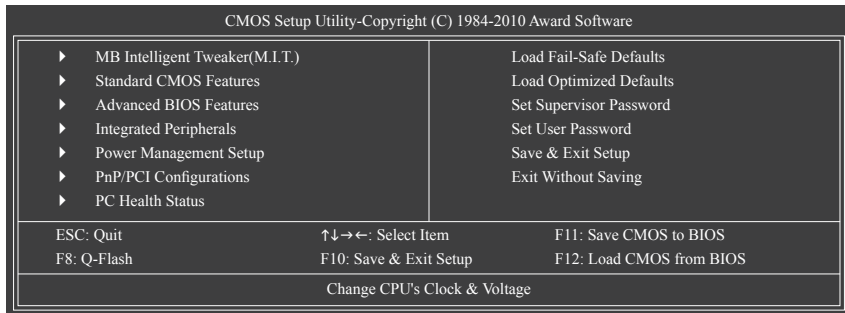 CMOS Setup Utility-Copyright (C) 1984-2010 Award Software
MB Intelligent Tweaker(M.I.T.)
Standard CMOS Features
Advanced BIOS Features
Integrated Peripherals
Power Management Setup
PnP/PCI Configurations
PC Health Status
Load Fail-Safe Defaults
Load Optimized Defaults
Set Supervisor Password
Set User Password
Save & Exit Setup
Exit Without Saving
ESC: Quit ↑↓→←: Select Item F11: Save CMOS to BIOS
F8: Q-Flash F10: Save & Exit Setup F12: Load CMOS from BIOS
Change CPU's Clock & Voltage